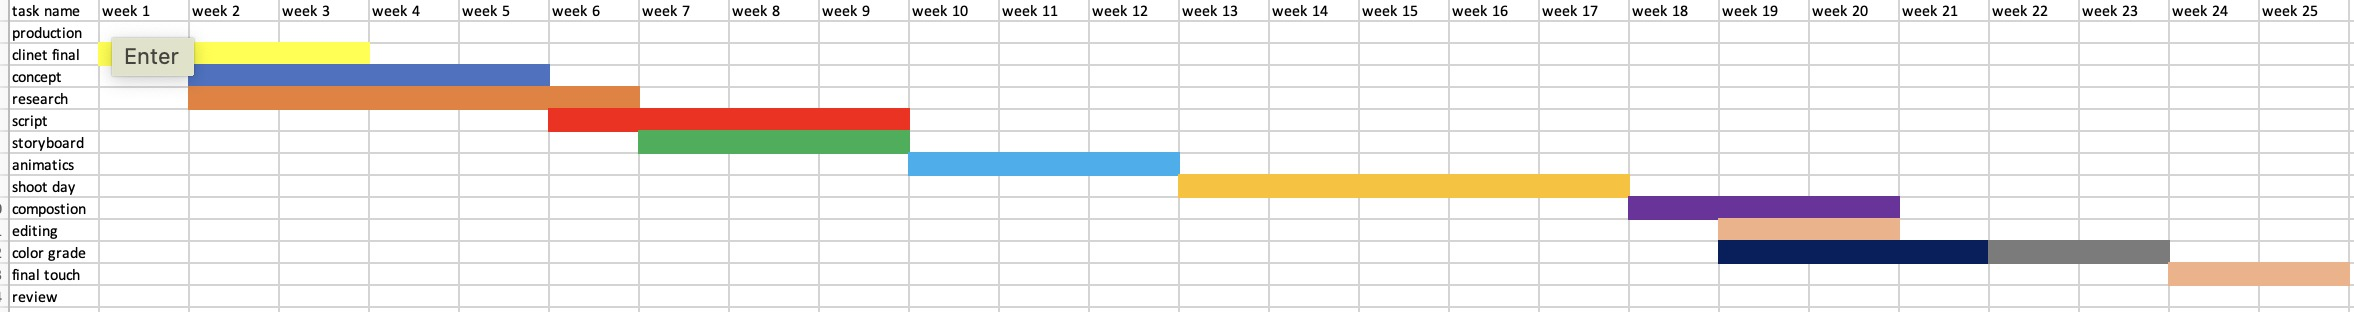 task name week 1 week 2 week 3 week 4 week 5 week 6 week 7 week 8 week 9 week 10 week 11 week 12 week 13 week 14 week 15 week 16 week 17 week 18 week 19 week 20 week 21 week 22 week 23 week 24 week 25
production
clinet final Enter
concept
research
script
storyboard
animatics
shoot day
compostion
editing
color grade
final touch
review